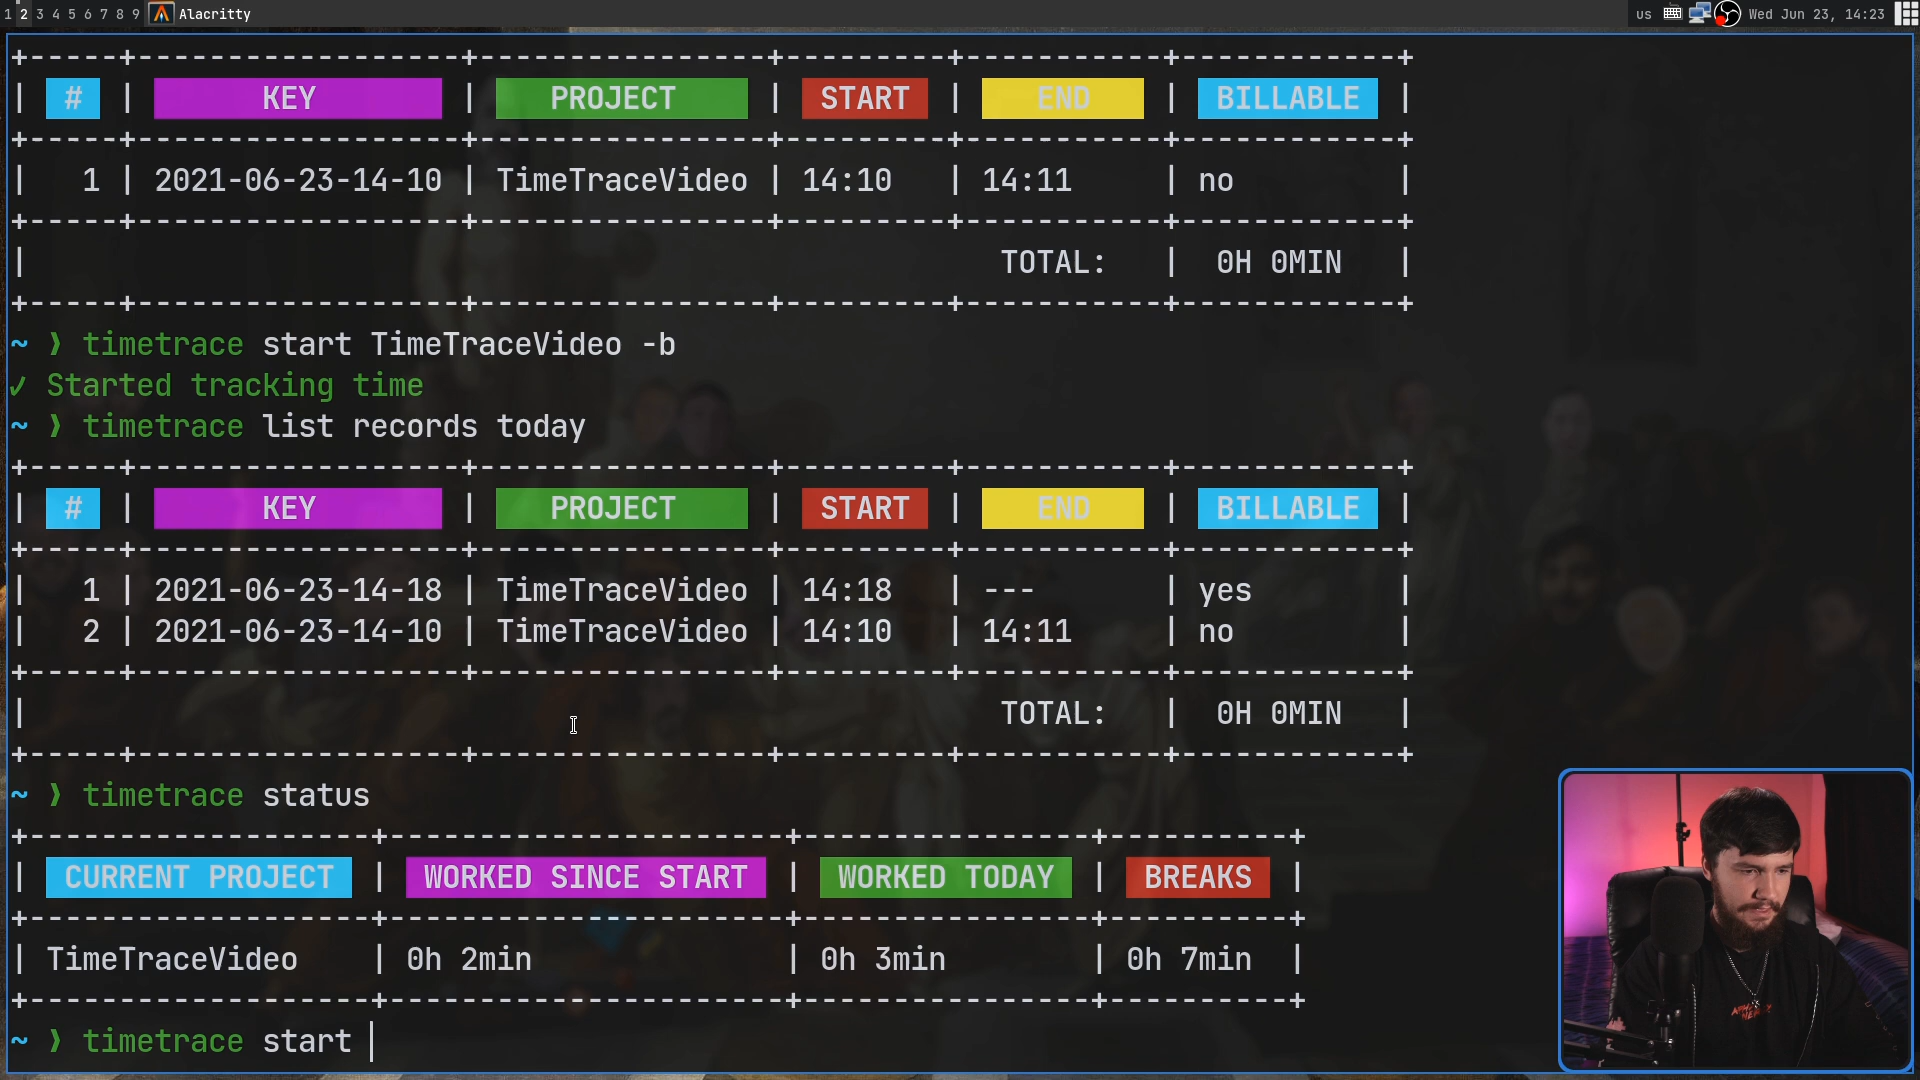 1 2 3 4 5 6 7 8 9 Alacritty us Wed Jun 23, 14:23
+-----+------------------+----------------+---------+-----------+-----------+
| # | KEY | PROJECT | START | END | BILLABLE |
+-----+------------------+----------------+---------+-----------+-----------+
| 1 | 2021-06-23-14-10 | TimeTraceVideo | 14:10 | 14:11 | no |
+-----+------------------+----------------+---------+-----------+-----------+
| TOTAL: | 0H 0MIN |
+-----+------------------+----------------+---------+-----------+-----------+
~ ❯ timetrace start TimeTraceVideo -b
✓ Started tracking time
~ ❯ timetrace list records today
+-----+------------------+----------------+---------+-----------+-----------+
| # | KEY | PROJECT | START | END | BILLABLE |
+-----+------------------+----------------+---------+-----------+-----------+
| 1 | 2021-06-23-14-18 | TimeTraceVideo | 14:18 | --- | yes |
| 2 | 2021-06-23-14-10 | TimeTraceVideo | 14:10 | 14:11 | no |
+-----+------------------+----------------+---------+-----------+-----------+
| TOTAL: | 0H 0MIN |
+-----+------------------+----------------+---------+-----------+-----------+
~ ❯ timetrace status
+-------------------+----------------------+----------------+----------+
| CURRENT PROJECT | WORKED SINCE START | WORKED TODAY | BREAKS |
+-------------------+----------------------+----------------+----------+
| TimeTraceVideo | 0h 2min | 0h 3min | 0h 7min |
+-------------------+----------------------+----------------+----------+
~ ❯ timetrace start